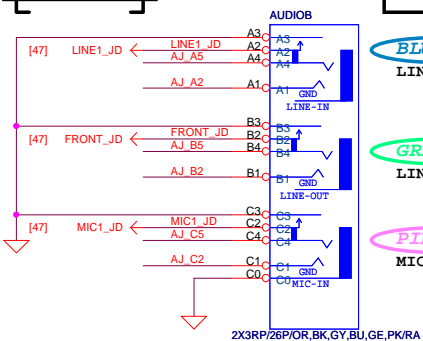 AUDIOB
A3 A3
[47] LINE1_JD LINE1_JD A2 A2
AJ_A5 A4 A4
BLU
LIN
AJ_A2 A1 A1
GND
LINE-IN
B3 B3
[47] FRONT_JD FRONT_JD B2 B2
AJ_B5 B4 B4
GR
LIN
AJ_B2 B1 B1
GND
LINE-OUT
C3 C3
[47] MIC1_JD MIC1_JD C2 C2
AJ_C5 C4 C4
PI
MIC
AJ_C2 C1 C1
GND
C0 C0
MIC-IN
2X3RP/26P/OR,BK,GY,BU,GE,PK/RA